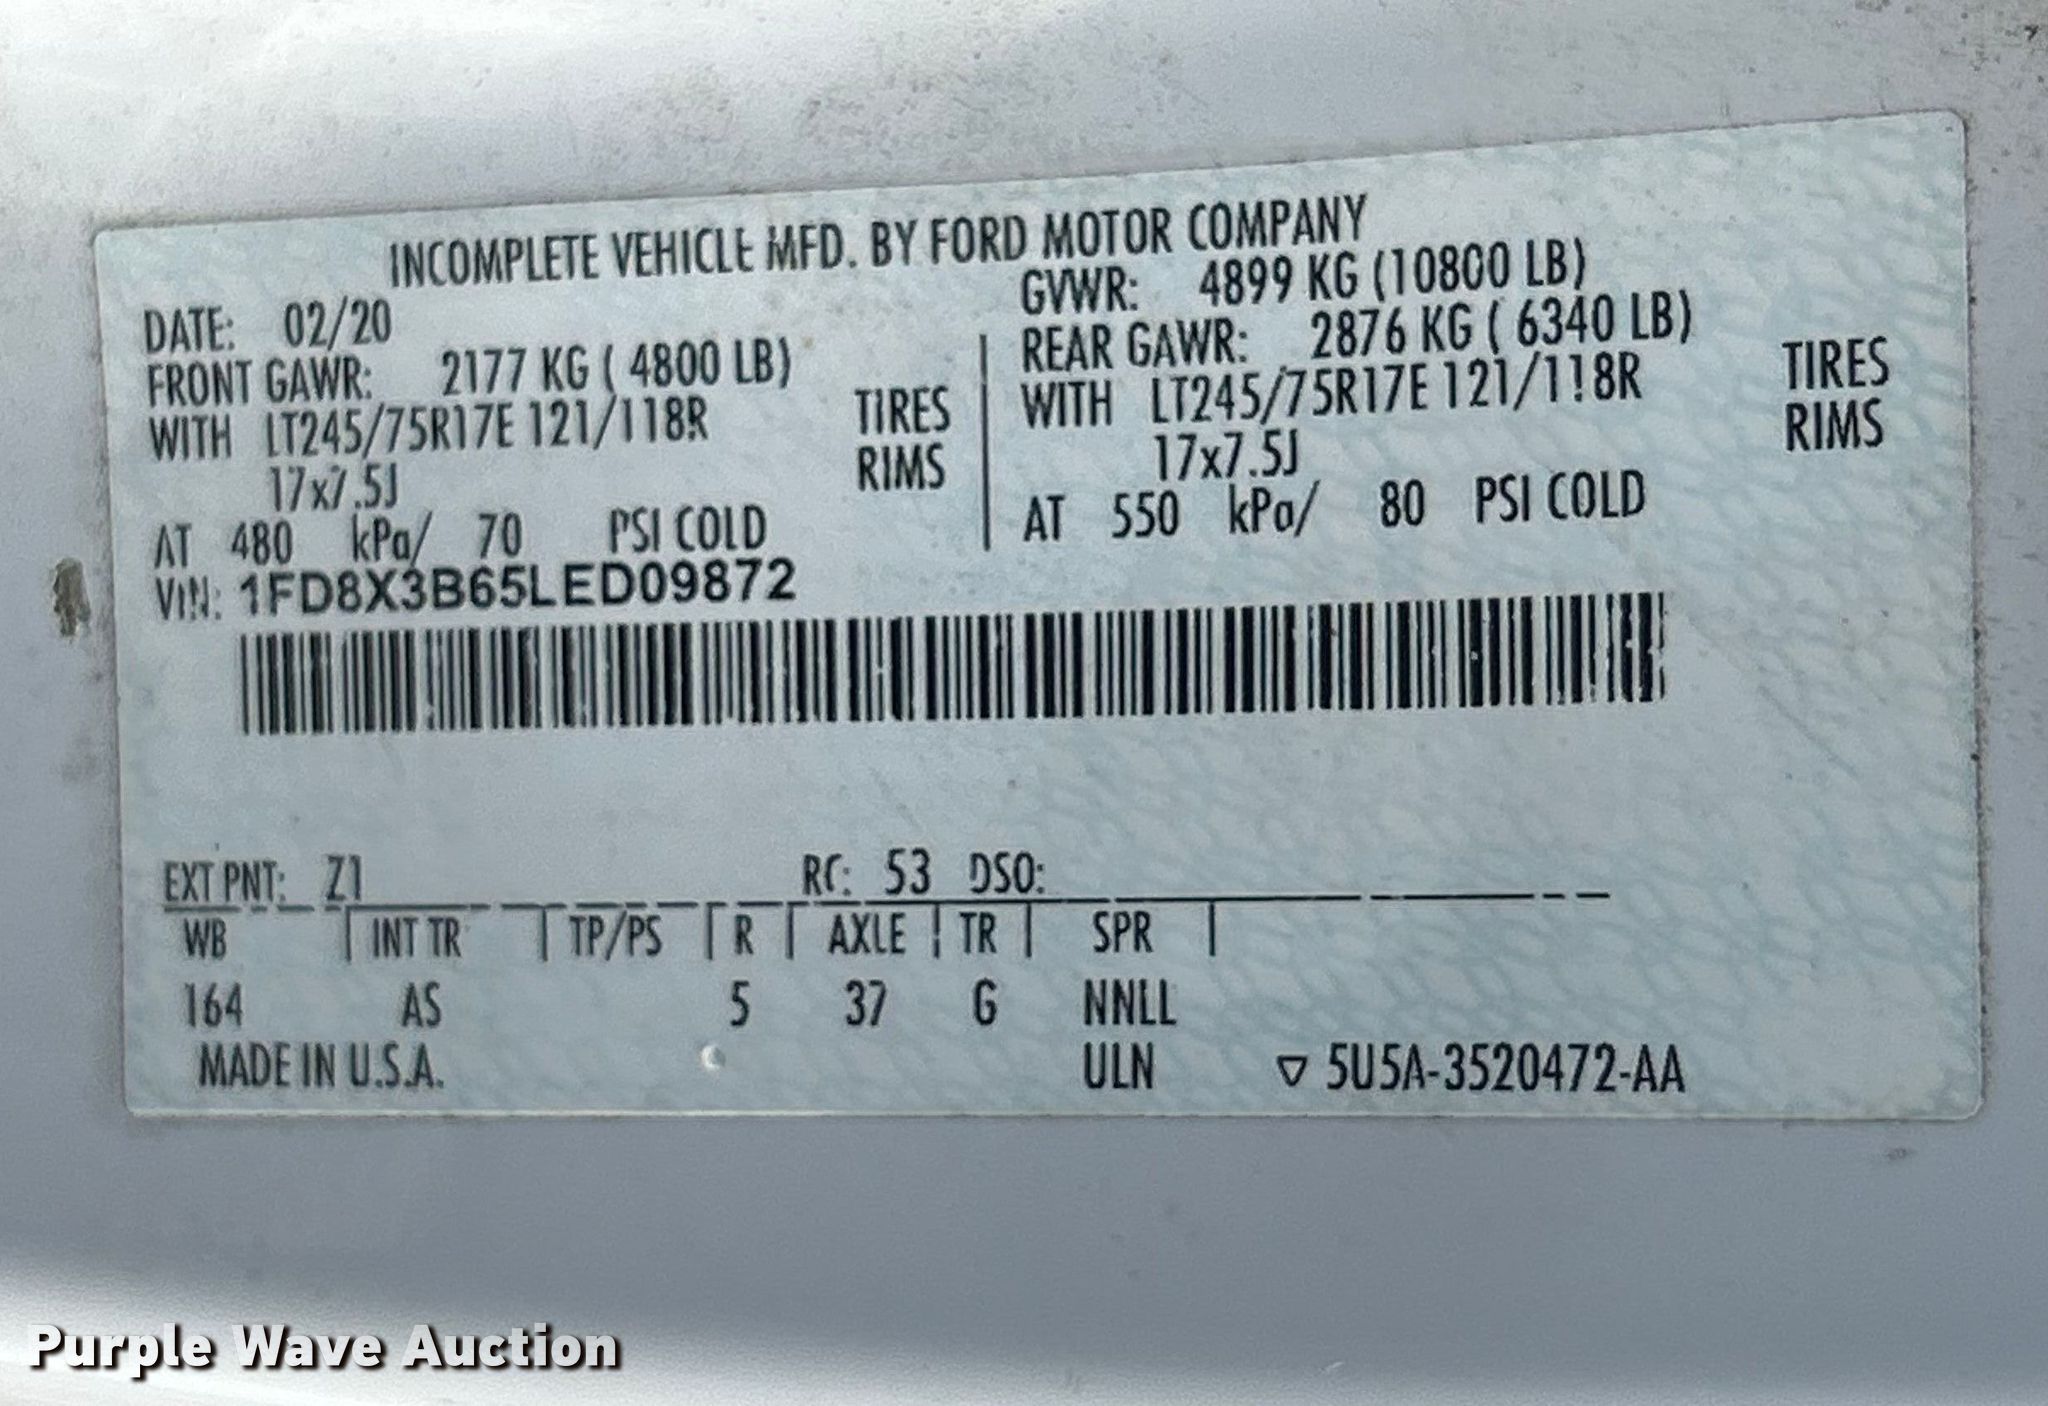 INCOMPLETE VEHICLE MFD. BY FORD MOTOR COMPANY
DATE: 02/20
GVWR: 4899 KG (10800 LB)
FRONT GAWR: 2177 KG ( 4800 LB)
REAR GAWR: 2876 KG ( 6340 LB)
WITH LT245/75R17E 121/118R TIRES
WITH LT245/75R17E 121/118R TIRES
17x7.5J RIMS
17x7.5J RIMS
AT 480 kPa/ 70 PSI COLD
AT 550 kPa/ 80 PSI COLD
VIN: 1FD8X3B65LED09872
EXT PNT: Z1 RC: 53 DSO:
WB INT TR TP/PS R AXLE TR SPR
164 AS 5 37 G NNLL
MADE IN U.S.A. ULN ▽ 5U5A-3520472-AA
Purple Wave Auction